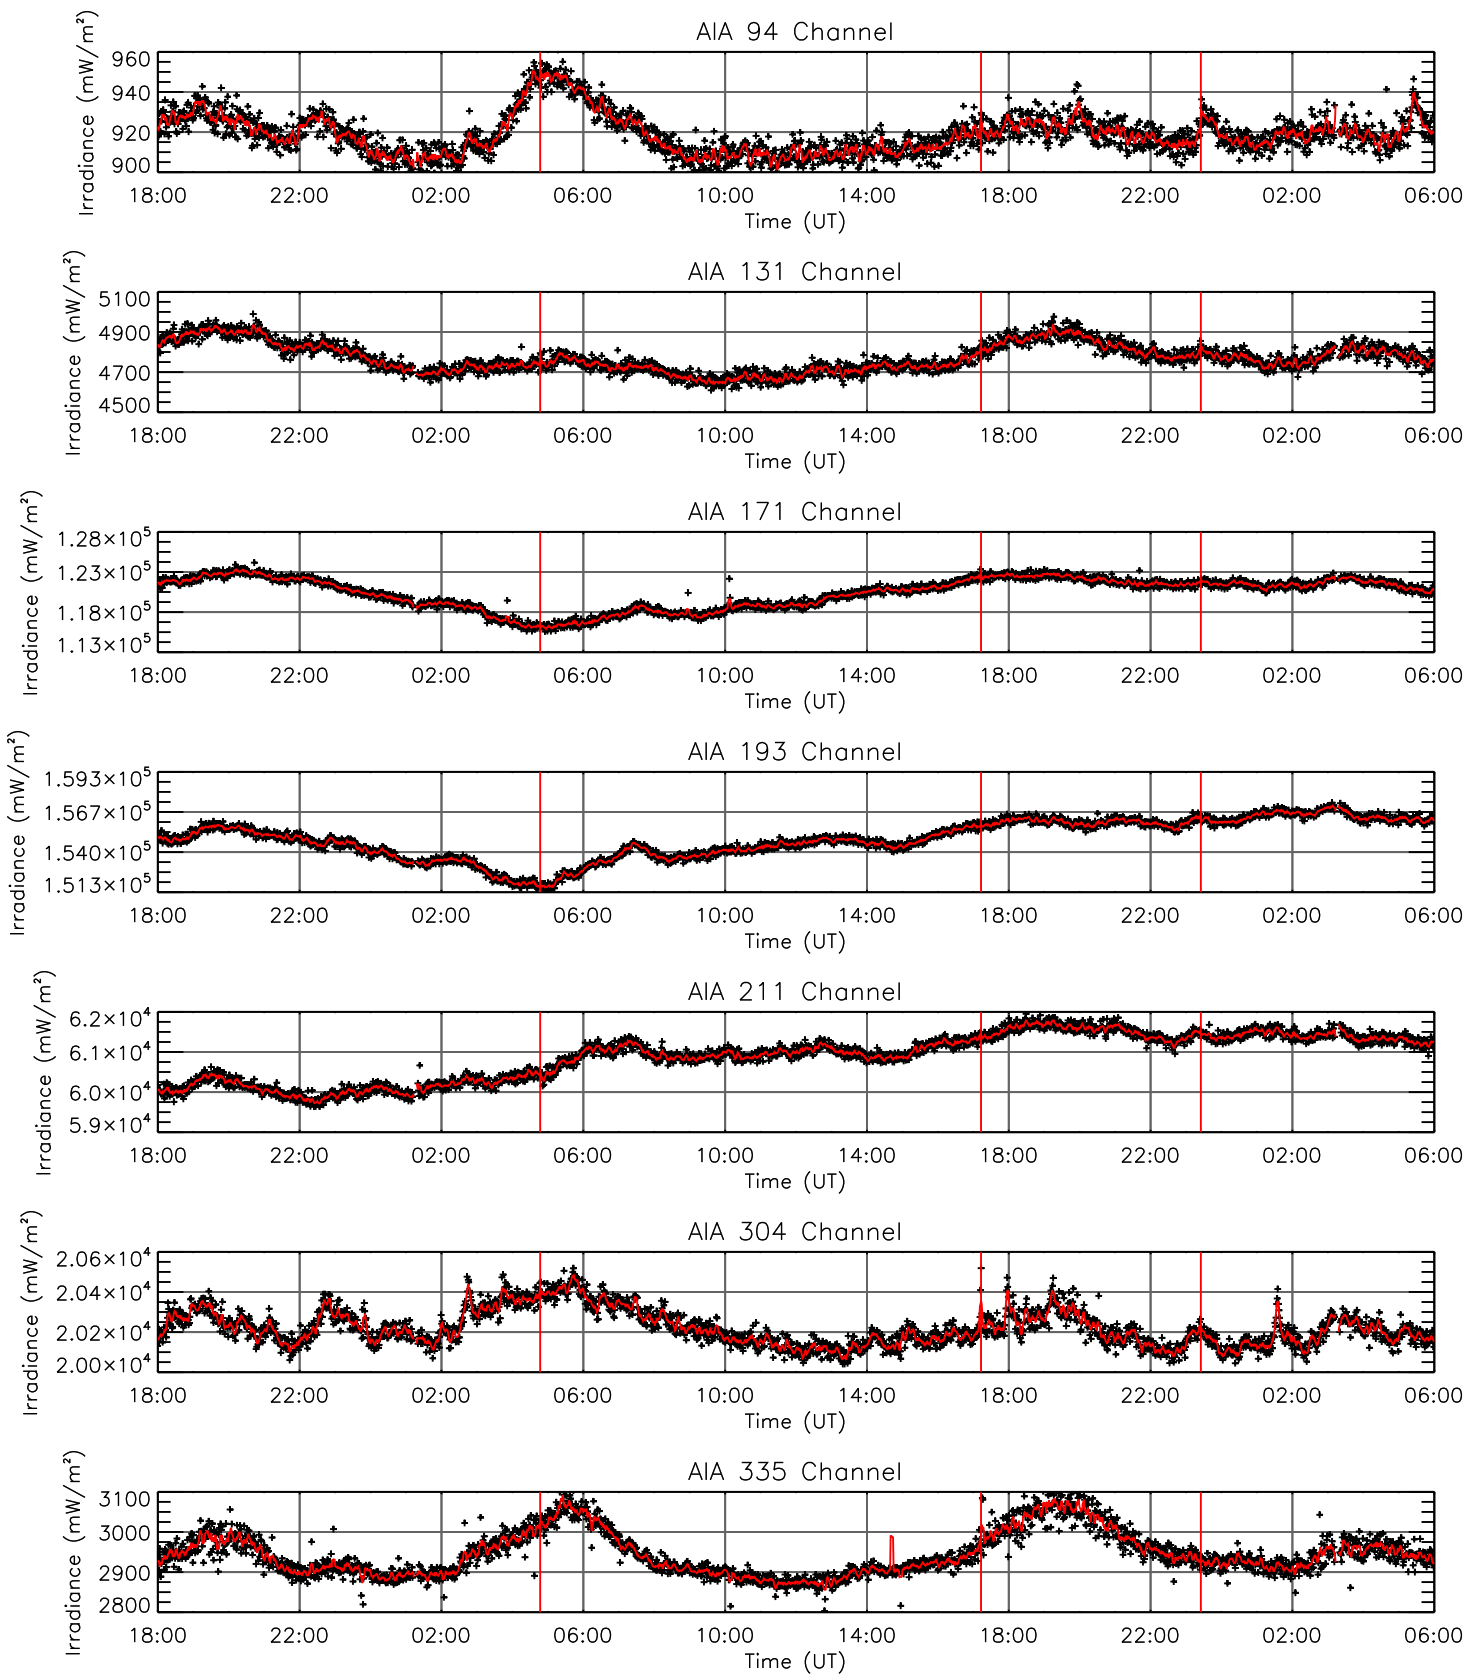 AIA 94 Channel
Irradiance (mW/m²)
960
940
920
900
18:00 22:00 02:00 06:00 10:00 14:00 18:00 22:00 02:00 06:00
Time (UT)
AIA 131 Channel
Irradiance (mW/m²)
5100
4900
4700
4500
18:00 22:00 02:00 06:00 10:00 14:00 18:00 22:00 02:00 06:00
Time (UT)
AIA 171 Channel
Irradiance (mW/m²)
1.28×10⁵
1.23×10⁵
1.18×10⁵
1.13×10⁵
18:00 22:00 02:00 06:00 10:00 14:00 18:00 22:00 02:00 06:00
Time (UT)
AIA 193 Channel
Irradiance (mW/m²)
1.593×10⁵
1.567×10⁵
1.540×10⁵
1.513×10⁵
18:00 22:00 02:00 06:00 10:00 14:00 18:00 22:00 02:00 06:00
Time (UT)
AIA 211 Channel
Irradiance (mW/m²)
6.2×10⁴
6.1×10⁴
6.0×10⁴
5.9×10⁴
18:00 22:00 02:00 06:00 10:00 14:00 18:00 22:00 02:00 06:00
Time (UT)
AIA 304 Channel
Irradiance (mW/m²)
2.06×10⁴
2.04×10⁴
2.02×10⁴
2.00×10⁴
18:00 22:00 02:00 06:00 10:00 14:00 18:00 22:00 02:00 06:00
Time (UT)
AIA 335 Channel
Irradiance (mW/m²)
3100
3000
2900
2800
18:00 22:00 02:00 06:00 10:00 14:00 18:00 22:00 02:00 06:00
Time (UT)